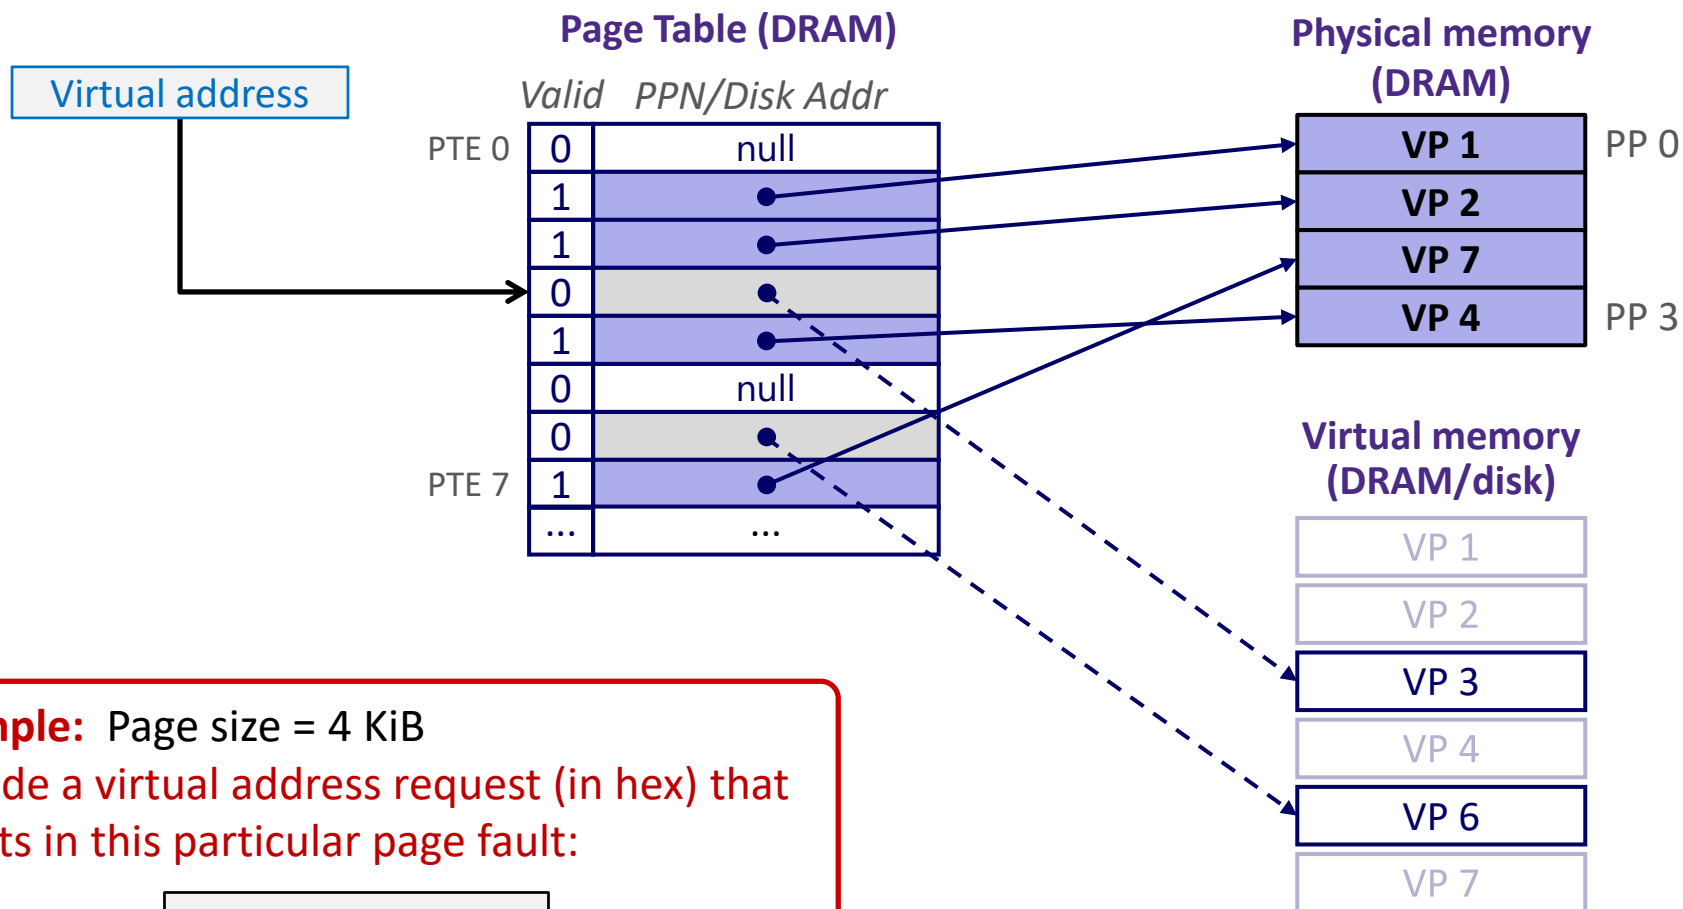 Page Table (DRAM)
Physical memory
(DRAM)
Virtual address
Valid PPN/Disk Addr
PTE 0 0 null
1
1
0
1
0 null
0
PTE 7 1
... ...
VP 1 PP 0
VP 2
VP 7
VP 4 PP 3
Virtual memory
(DRAM/disk)
VP 1
VP 2
VP 3
VP 4
VP 6
VP 7
mple: Page size = 4 KiB
de a virtual address request (in hex) that
ts in this particular page fault: